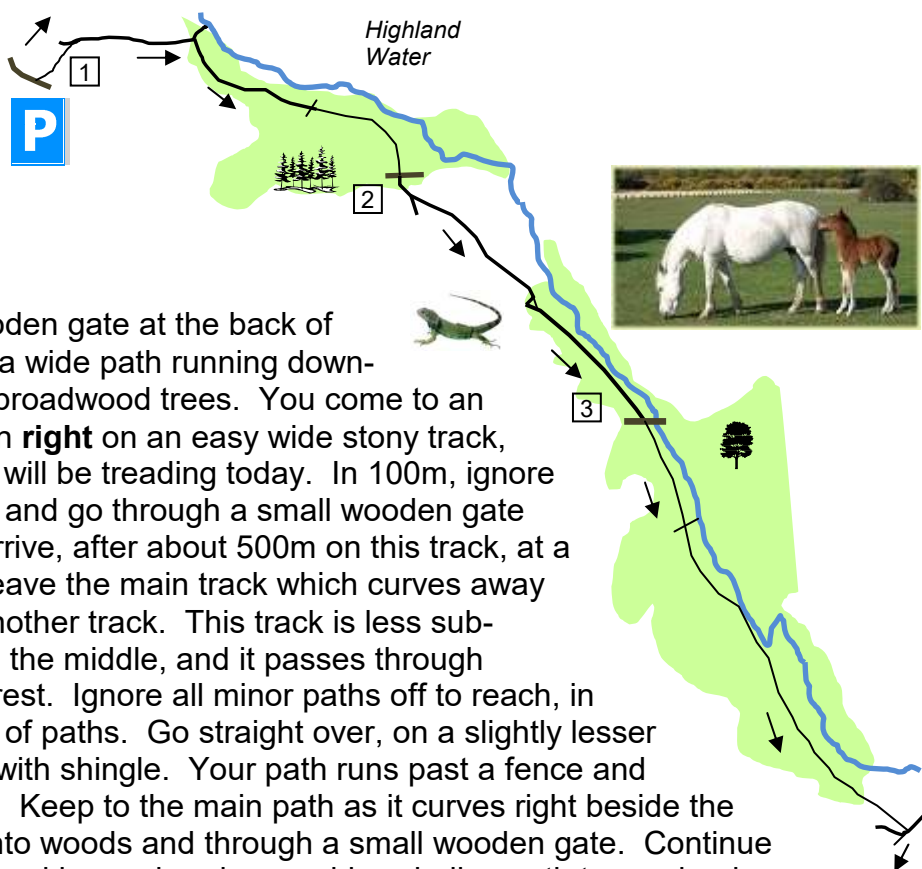 Highland
Water
1
P
2
3
oden gate at the back of
a wide path running down-
broadwood trees. You come to an
n right on an easy wide stony track,
will be treading today. In 100m, ignore
and go through a small wooden gate
rrive, after about 500m on this track, at a
eave the main track which curves away
nother track. This track is less sub-
the middle, and it passes through
rest. Ignore all minor paths off to reach, in
of paths. Go straight over, on a slightly lesser
with shingle. Your path runs past a fence and
Keep to the main path as it curves right beside the
nto woods and through a small wooden gate. Continue